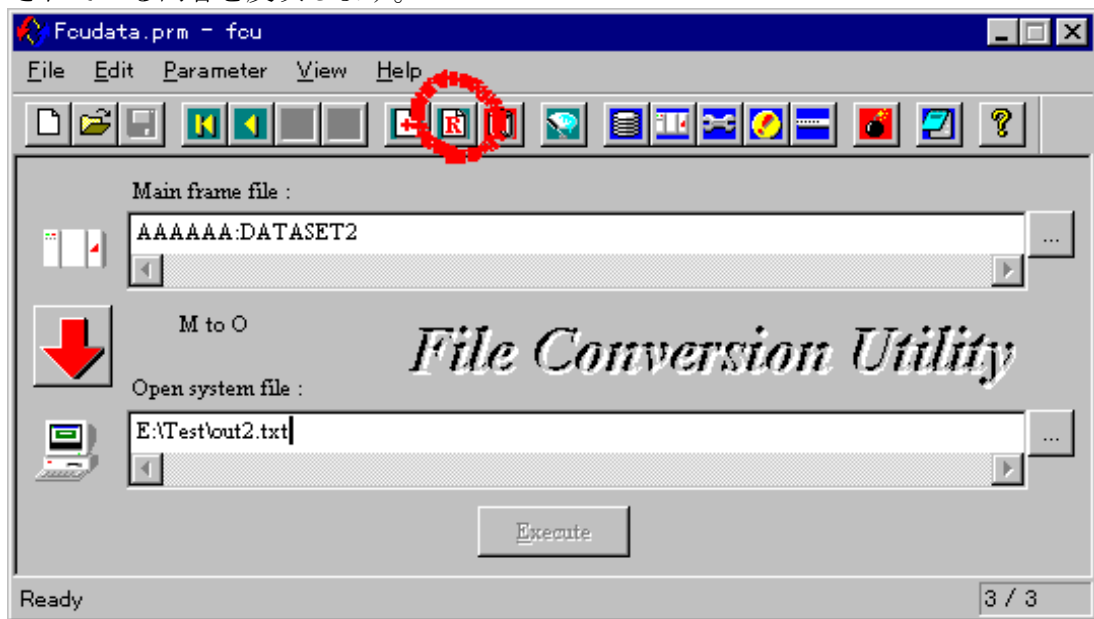 Fcudata.prm - fcu
File Edit Parameter View Help
R
?
Main frame file :
AAAAAA:DATASET2
...
M to O
File Conversion Utility
Open system file :
E:\Test\out2.txt
...
Execute
Ready
3 / 3